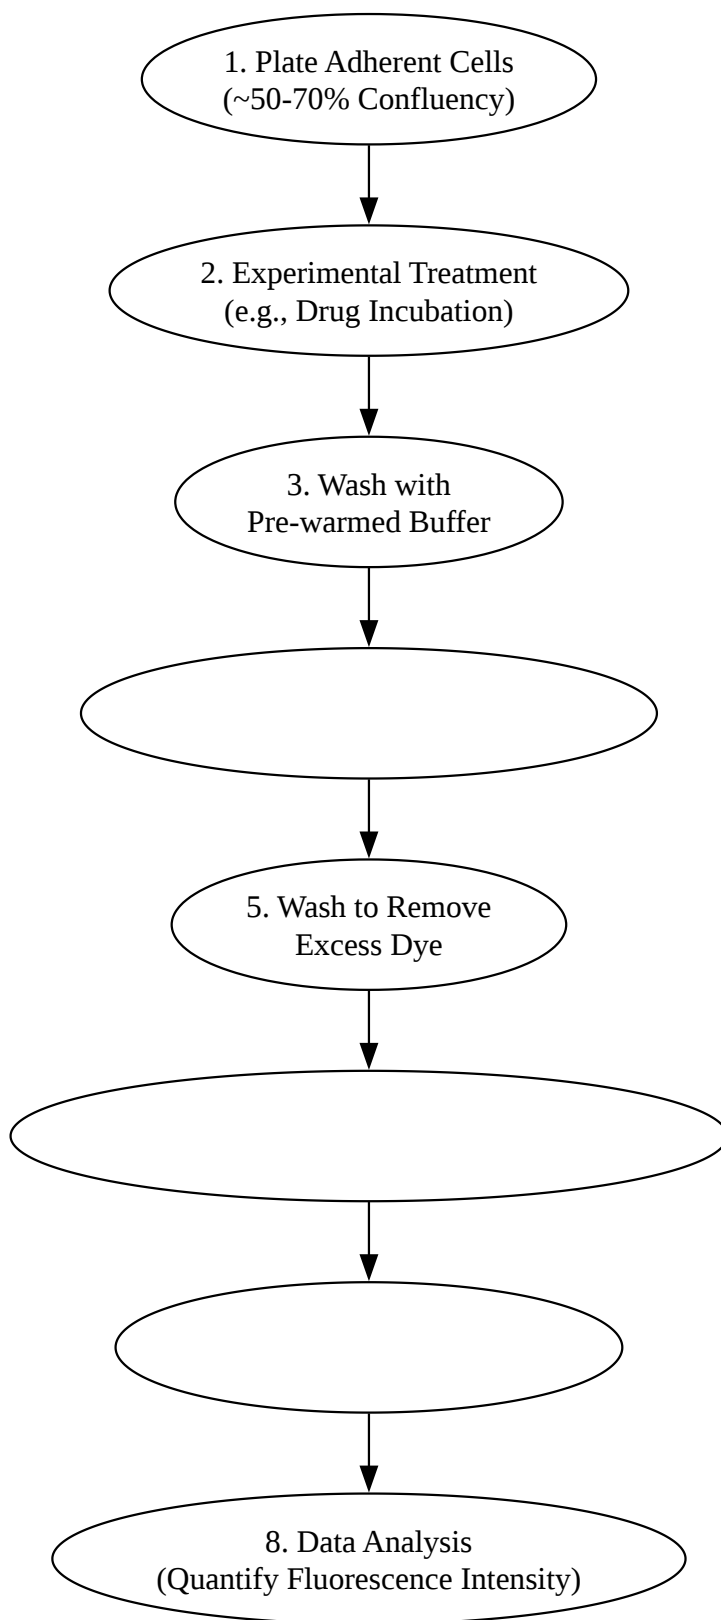 1. Plate Adherent Cells
(~50-70% Confluency)
2. Experimental Treatment
(e.g., Drug Incubation)
3. Wash with
Pre-warmed Buffer
5. Wash to Remove
Excess Dye
8. Data Analysis
(Quantify Fluorescence Intensity)